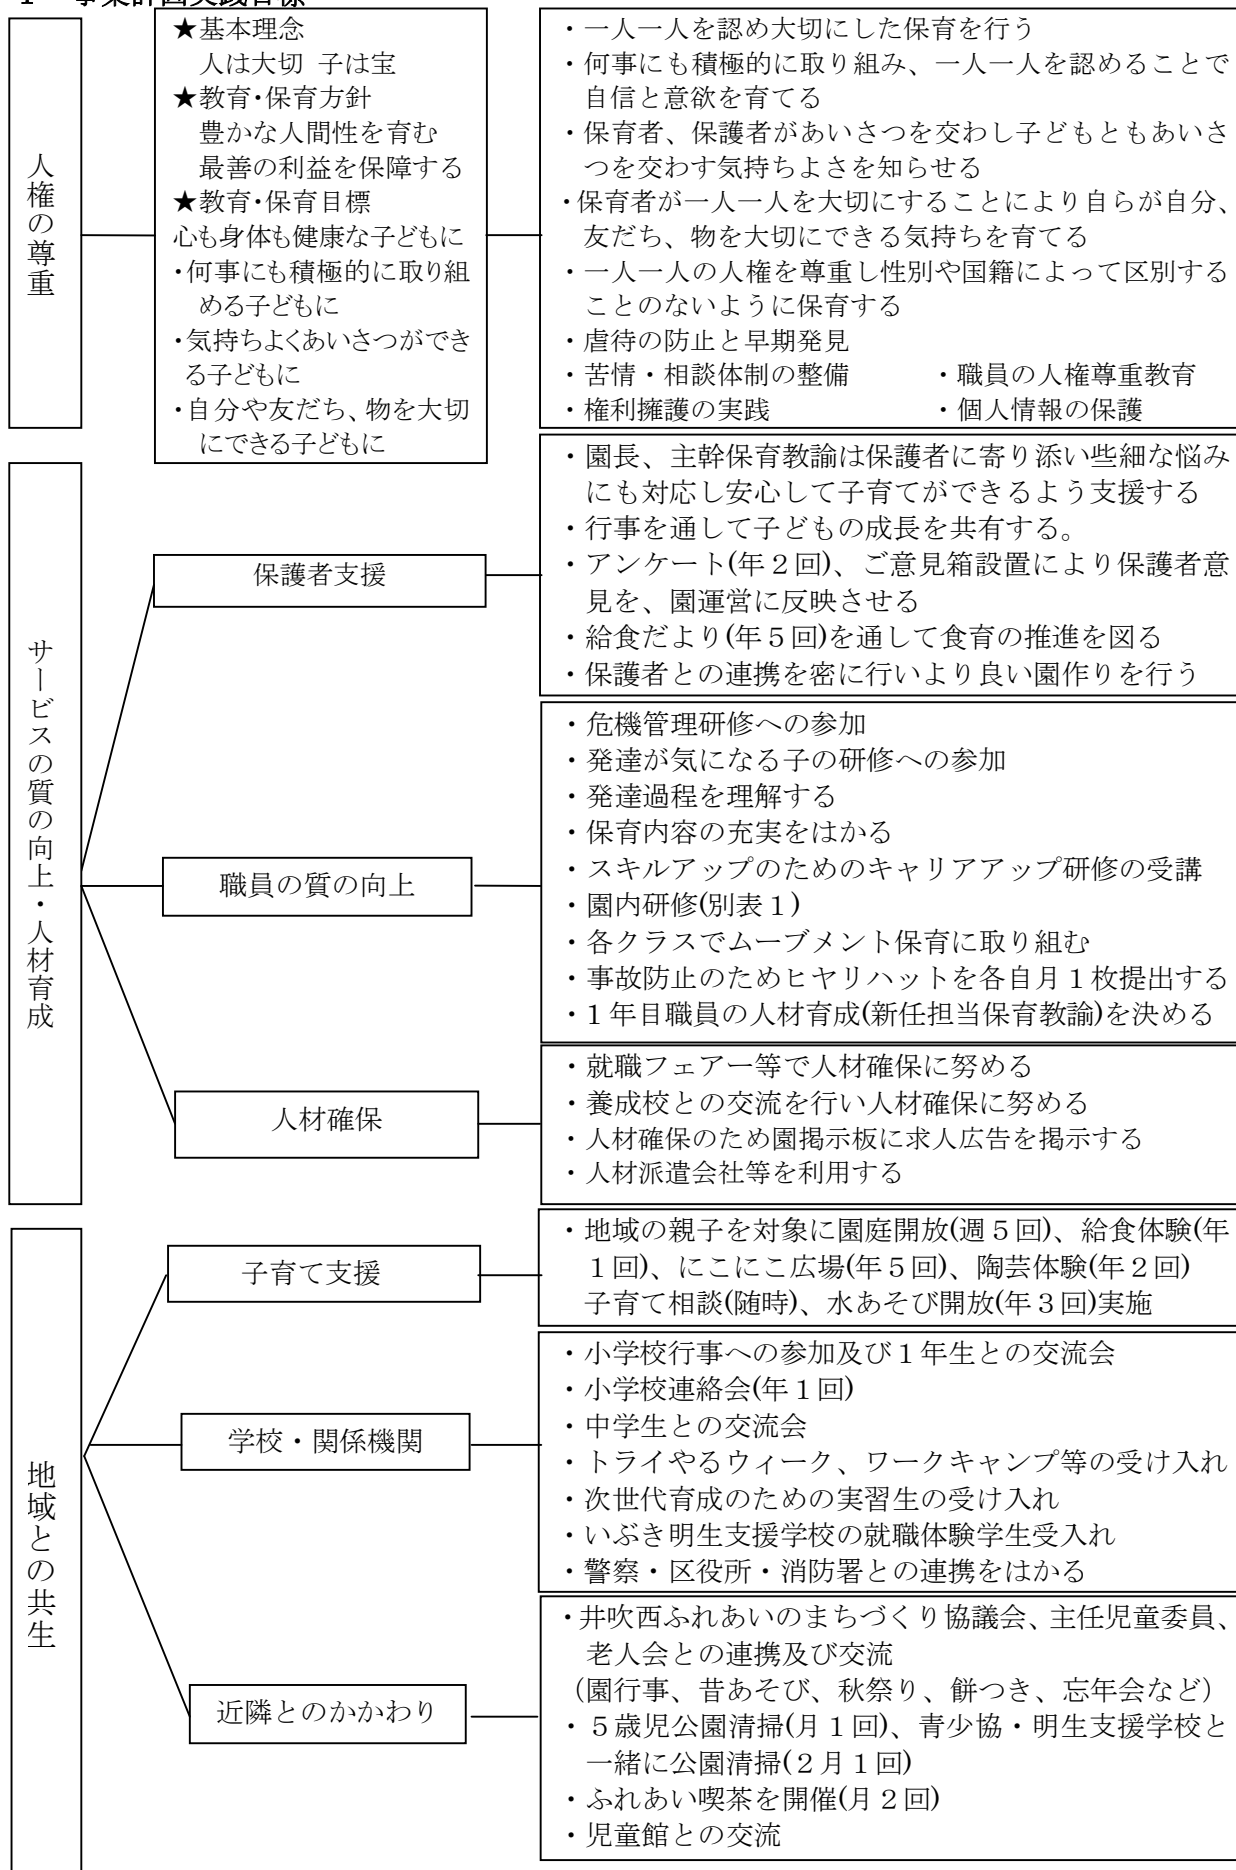 事業計画実践目標
人権の尊重
★基本理念
人は大切 子は宝
★教育・保育方針
豊かな人間性を育む
最善の利益を保障する
★教育・保育目標
心も身体も健康な子どもに
・何事にも積極的に取り組
める子どもに
・気持ちよくあいさつができ
る子どもに
・自分や友だち、物を大切
にできる子どもに
・一人一人を認め大切にした保育を行う
・何事にも積極的に取り組み、一人一人を認めることで
自信と意欲を育てる
・保育者、保護者があいさつを交わし子どもともあいさ
つを交わす気持ちよさを知らせる
・保育者が一人一人を大切にすることにより自らが自分、
友だち、物を大切にできる気持ちを育てる
・一人一人の人権を尊重し性別や国籍によって区別する
ことのないように保育する
・虐待の防止と早期発見
・苦情・相談体制の整備 ・職員の人権尊重教育
・権利擁護の実践 ・個人情報の保護
サービスの質の向上・人材育成
保護者支援
・園長、主幹保育教諭は保護者に寄り添い些細な悩み
にも対応し安心して子育てができるよう支援する
・行事を通して子どもの成長を共有する。
・アンケート(年２回)、ご意見箱設置により保護者意
見を、園運営に反映させる
・給食だより(年５回)を通して食育の推進を図る
・保護者との連携を密に行いより良い園作りを行う
職員の質の向上
・危機管理研修への参加
・発達が気になる子の研修への参加
・発達過程を理解する
・保育内容の充実をはかる
・スキルアップのためのキャリアアップ研修の受講
・園内研修(別表１)
・各クラスでムーブメント保育に取り組む
・事故防止のためヒヤリハットを各自月１枚提出する
・１年目職員の人材育成(新任担当保育教諭)を決める
人材確保
・就職フェアー等で人材確保に努める
・養成校との交流を行い人材確保に努める
・人材確保のため園掲示板に求人広告を掲示する
・人材派遣会社等を利用する
地域との共生
子育て支援
・地域の親子を対象に園庭開放(週５回)、給食体験(年
１回)、にこにこ広場(年５回)、陶芸体験(年２回)
子育て相談(随時)、水あそび開放(年３回)実施
学校・関係機関
・小学校行事への参加及び１年生との交流会
・小学校連絡会(年１回)
・中学生との交流会
・トライやるウィーク、ワークキャンプ等の受け入れ
・次世代育成のための実習生の受け入れ
・いぶき明生支援学校の就職体験学生受入れ
・警察・区役所・消防署との連携をはかる
近隣とのかかわり
・井吹西ふれあいのまちづくり協議会、主任児童委員、
老人会との連携及び交流
（園行事、昔あそび、秋祭り、餅つき、忘年会など）
・５歳児公園清掃(月１回)、青少協・明生支援学校と
一緒に公園清掃(２月１回)
・ふれあい喫茶を開催(月２回)
・児童館との交流